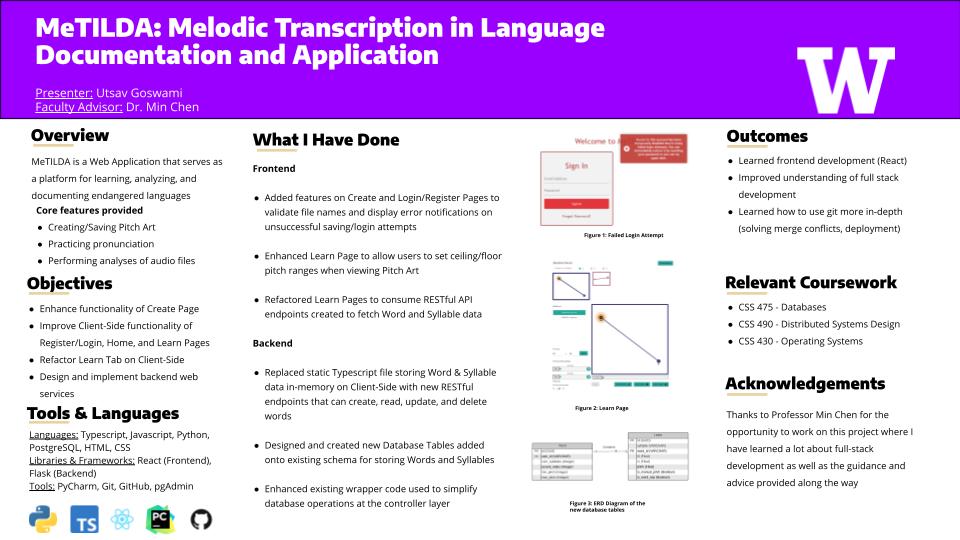 MeTILDA: Melodic Transcription in Language
Documentation and Application
Presenter: Utsav Goswami
Faculty Advisor: Dr. Min Chen
W
Overview
MeTILDA is a Web Application that serves as
a platform for learning, analyzing, and
documenting endangered languages
Core features provided
● Creating/Saving Pitch Art
● Practicing pronunciation
● Performing analyses of audio files
Objectives
● Enhance functionality of Create Page
● Improve Client-Side functionality of
Register/Login, Home, and Learn Pages
● Refactor Learn Tab on Client-Side
● Design and implement backend web
services
Tools & Languages
Languages: Typescript, Javascript, Python,
PostgreSQL, HTML, CSS
Libraries & Frameworks: React (Frontend),
Flask (Backend)
Tools: PyCharm, Git, GitHub, pgAdmin
TS
PC
What I Have Done
Frontend
● Added features on Create and Login/Register Pages to
validate file names and display error notifications on
unsuccessful saving/login attempts
● Enhanced Learn Page to allow users to set ceiling/floor
pitch ranges when viewing Pitch Art
● Refactored Learn Pages to consume RESTful API
endpoints created to fetch Word and Syllable data
Backend
● Replaced static Typescript file storing Word & Syllable
data in-memory on Client-Side with new RESTful
endpoints that can create, read, update, and delete
words
● Designed and created new Database Tables added
onto existing schema for storing Words and Syllables
● Enhanced existing wrapper code used to simplify
database operations at the controller layer
Welcome to
Sign In
Figure 1: Failed Login Attempt
Figure 2: Learn Page
Figure 3: ERD Diagram of the
new database tables
Outcomes
● Learned frontend development (React)
● Improved understanding of full stack
development
● Learned how to use git more in-depth
(solving merge conflicts, deployment)
Relevant Coursework
● CSS 475 - Databases
● CSS 490 - Distributed Systems Design
● CSS 430 - Operating Systems
Acknowledgements
Thanks to Professor Min Chen for the
opportunity to work on this project where I
have learned a lot about full-stack
development as well as the guidance and
advice provided along the way